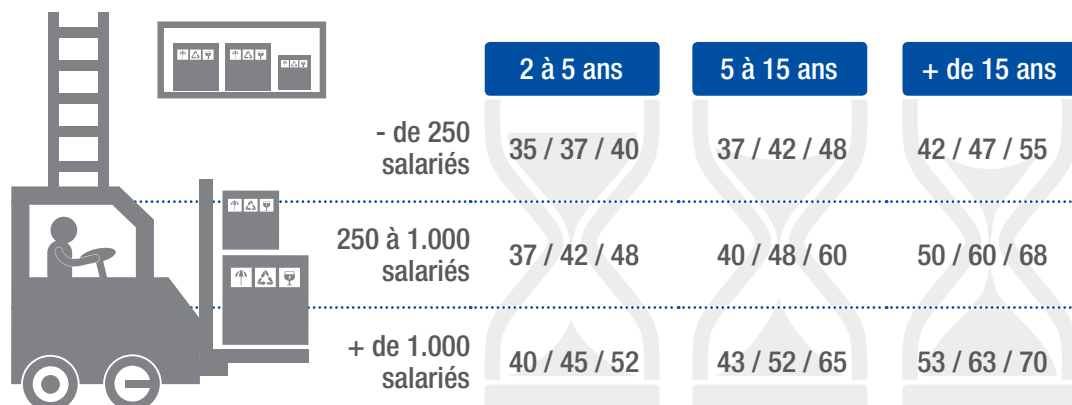 2 à 5 ans 5 à 15 ans + de 15 ans
- de 250
salariés
35 / 37 / 40 37 / 42 / 48 42 / 47 / 55
250 à 1.000
salariés
37 / 42 / 48 40 / 48 / 60 50 / 60 / 68
+ de 1.000
salariés
40 / 45 / 52 43 / 52 / 65 53 / 63 / 70